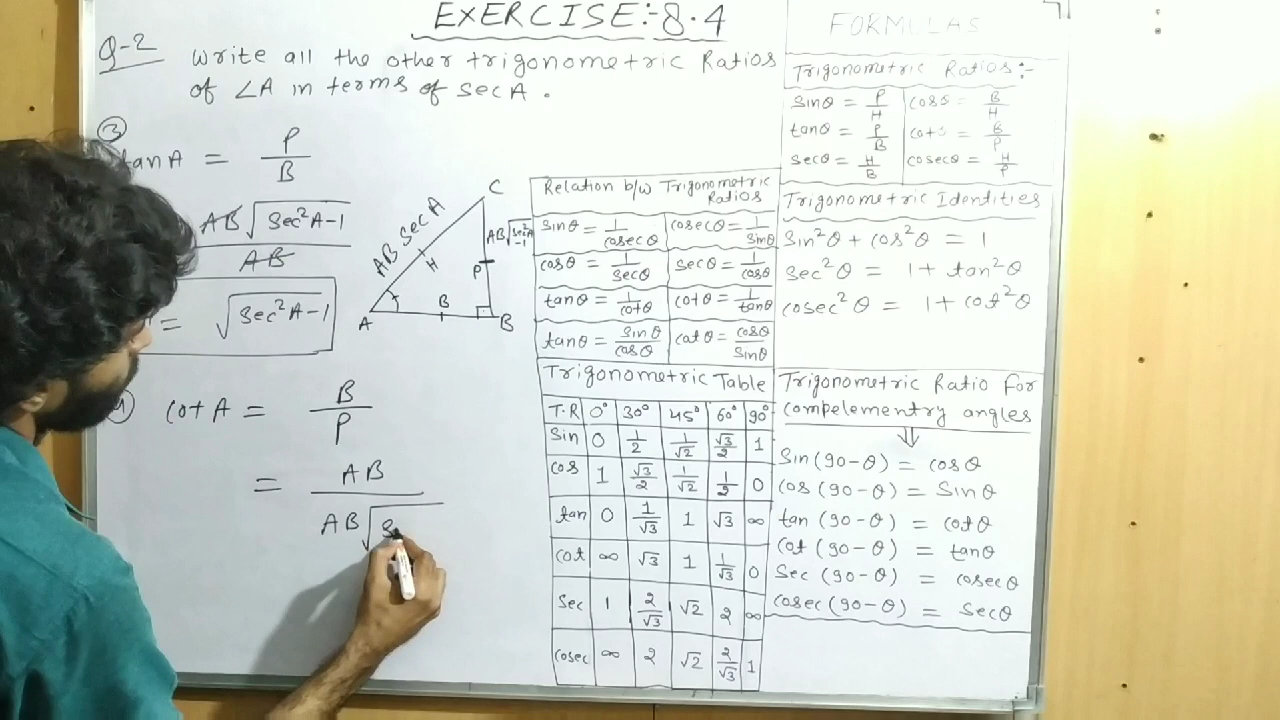 EXERCISE:- 8.4
Q-2 Write all the other trigonometric Ratios
of ∠A in terms of sec A .
③
tan A = P/B
AB√(Sec²A-1) / AB
= √(Sec²A-1)
cot A = B/P
= AB / AB√S
C
AB Sec A
H
AB√(Sec²A-1)
P
A
B
B
FORMULAS
Trigonometric Ratios:-
sinθ = P/H cosθ = B/H
tanθ = P/B cotθ = B/P
secθ = H/B cosecθ = H/P
Relation b/w Trigonometric
Ratios
sinθ = 1/cosecθ cosecθ = 1/sinθ
cosθ = 1/secθ secθ = 1/cosθ
tanθ = 1/cotθ cotθ = 1/tanθ
tanθ = sinθ/cosθ cotθ = cosθ/sinθ
Trigonometric Identities
Sin²θ + cos²θ = 1
sec²θ = 1 + tan²θ
cosec²θ = 1 + cot²θ
Trigonometric Table
T.R 0° 30° 45° 60° 90°
Sin 0 1/2 1/√2 √3/2 1
cos 1 √3/2 1/√2 1/2 0
tan 0 1/√3 1 √3 ∞
cot ∞ √3 1 1/√3 0
Sec 1 2/√3 √2 2 ∞
cosec ∞ 2 √2 2/√3 1
Trigonometric Ratio for
compelementry angles
⇓
Sin(90-θ) = cosθ
cos(90-θ) = Sinθ
tan(90-θ) = cotθ
cot(90-θ) = tanθ
Sec(90-θ) = cosecθ
cosec(90-θ) = Secθ